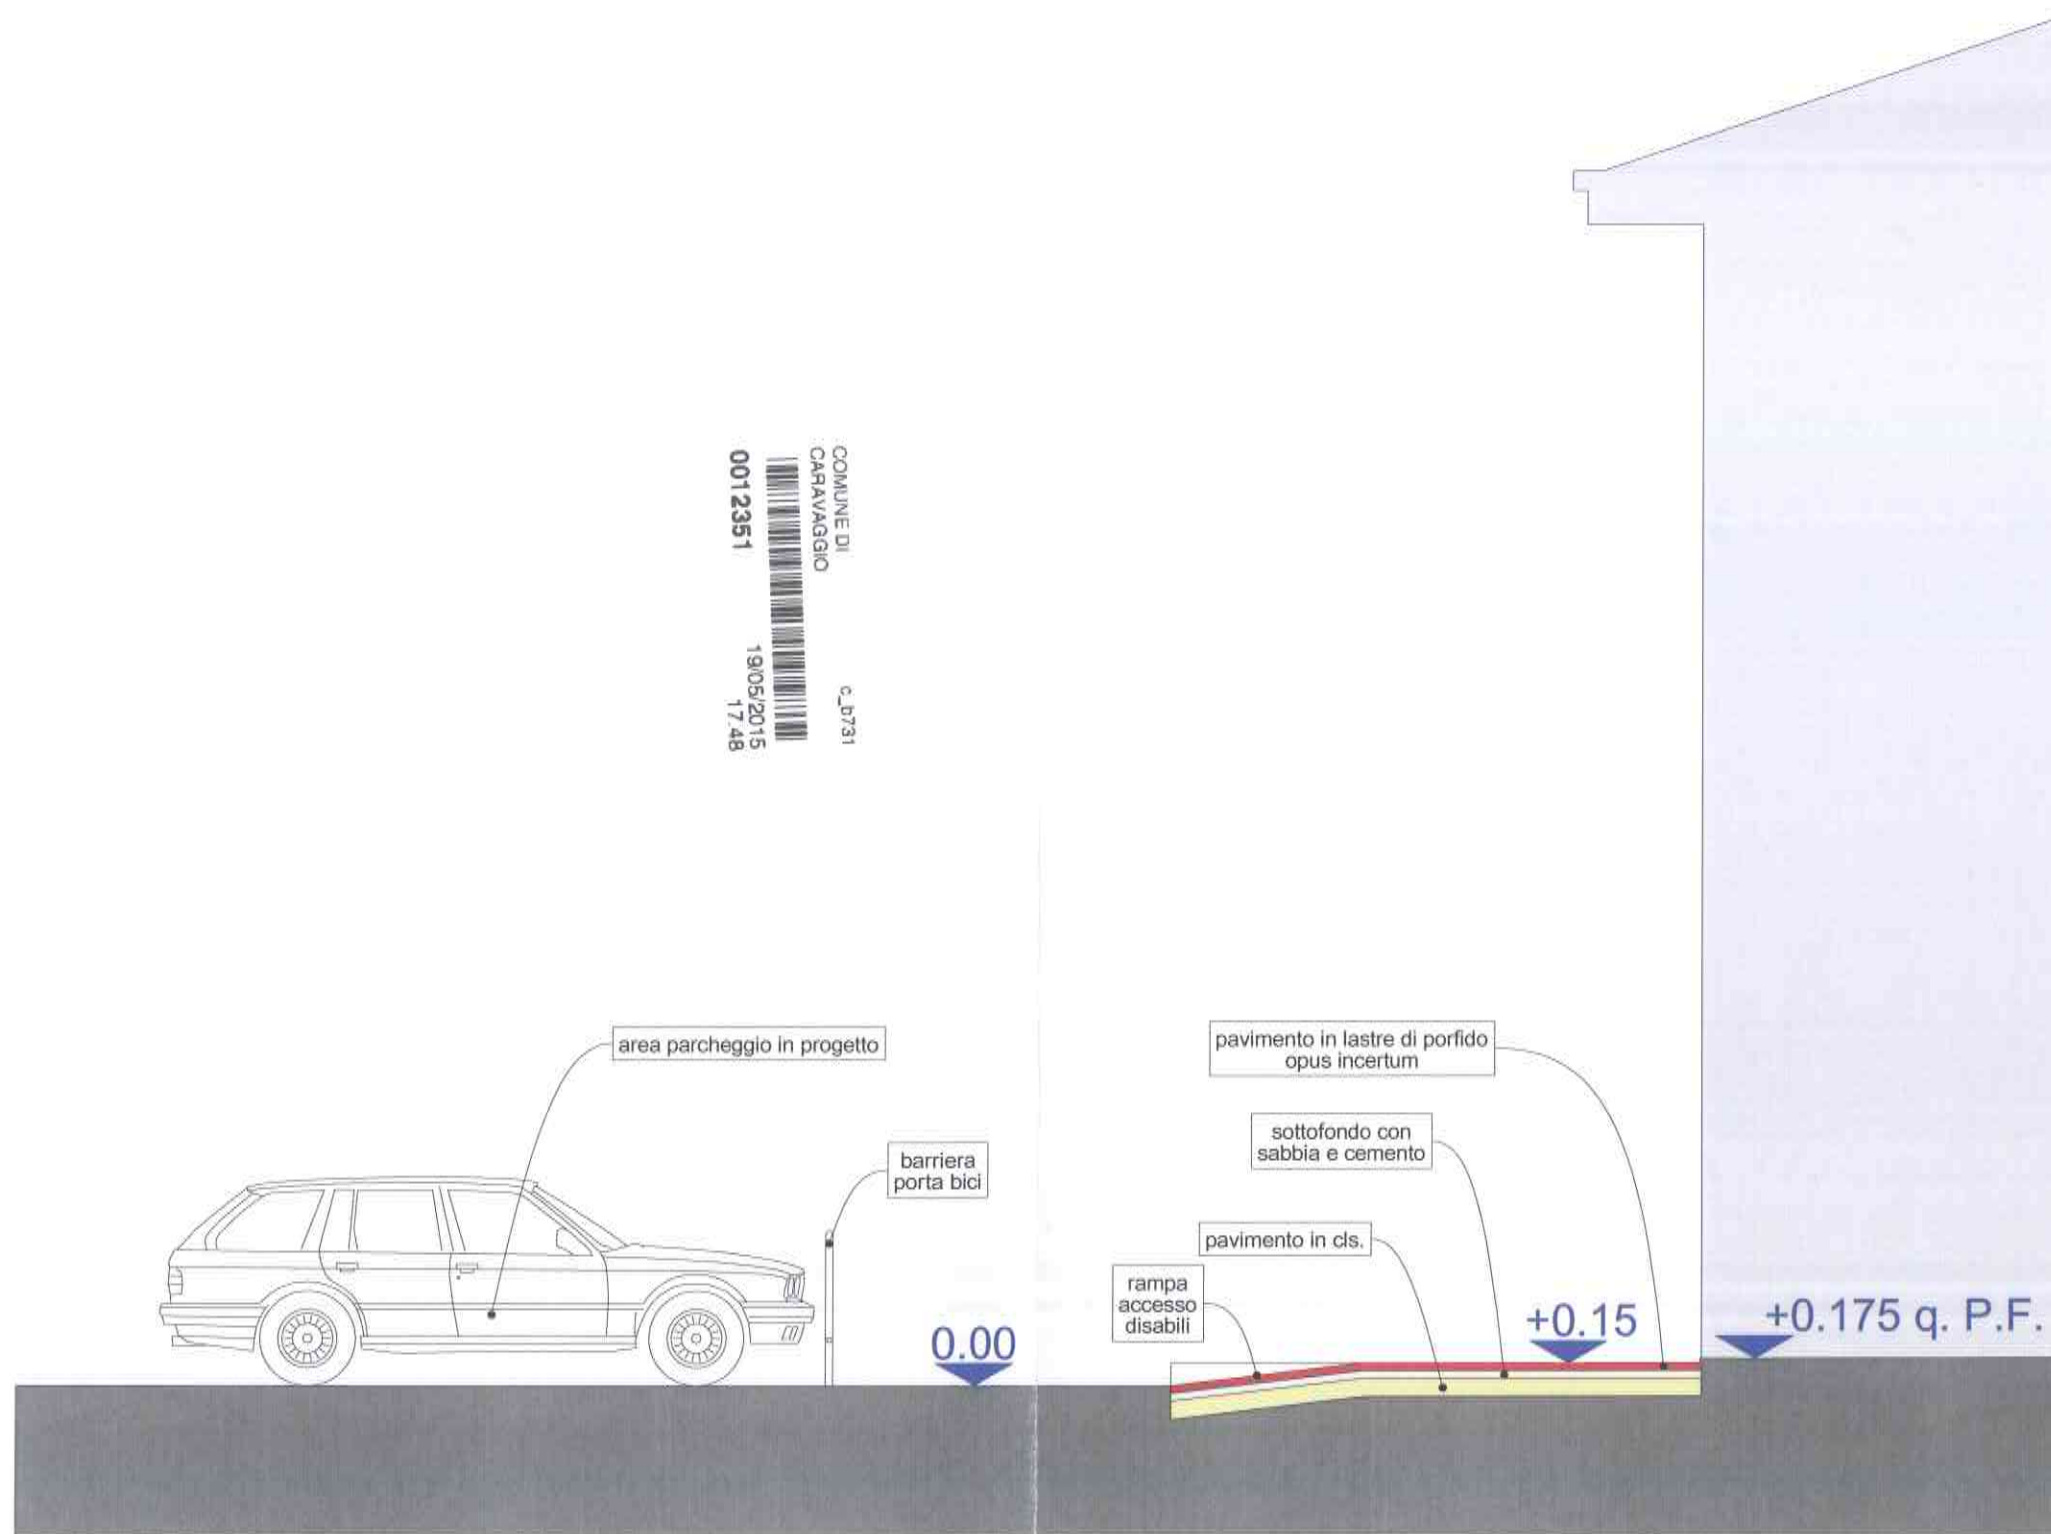 COMUNE DI
CARAVAGGIO
c_b731
0012351
19/05/2015
17.48
area parcheggio in progetto
barriera
porta bici
pavimento in lastre di porfido
opus incertum
sottofondo con
sabbia e cemento
pavimento in cls.
rampa
accesso
disabili
0.00
+0.15
+0.175 q. P.F.